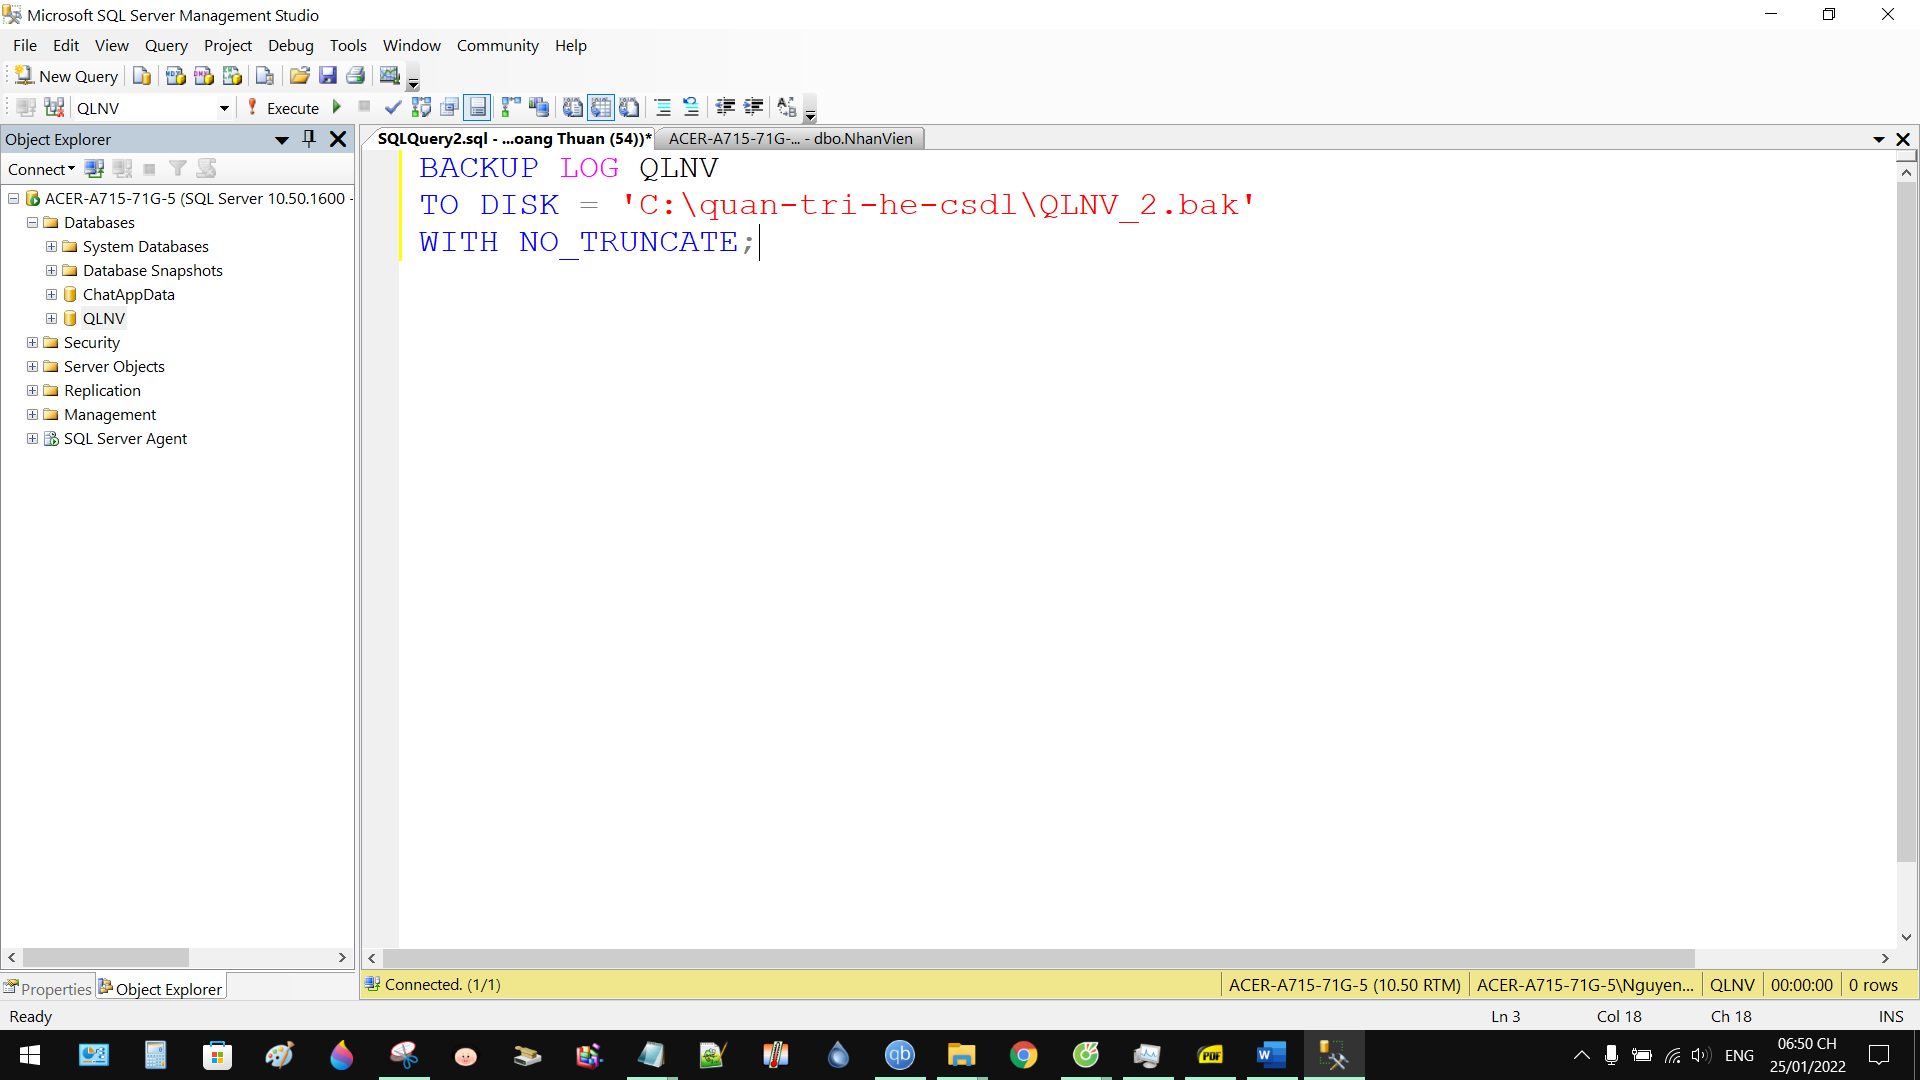 Microsoft SQL Server Management Studio
File Edit View Query Project Debug Tools Window Community Help
New Query
QLNV Execute
Object Explorer
SQLQuery2.sql - ...oang Thuan (54))* ACER-A715-71G-... - dbo.NhanVien
Connect
ACER-A715-71G-5 (SQL Server 10.50.1600 -
Databases
System Databases
Database Snapshots
ChatAppData
QLNV
Security
Server Objects
Replication
Management
SQL Server Agent
BACKUP LOG QLNV
TO DISK = 'C:\quan-tri-he-csdl\QLNV_2.bak'
WITH NO_TRUNCATE;
Properties Object Explorer
Connected. (1/1) ACER-A715-71G-5 (10.50 RTM) ACER-A715-71G-5\Nguyen... QLNV 00:00:00 0 rows
Ready Ln 3 Col 18 Ch 18 INS
qb PDF W ENG
06:50 CH
25/01/2022